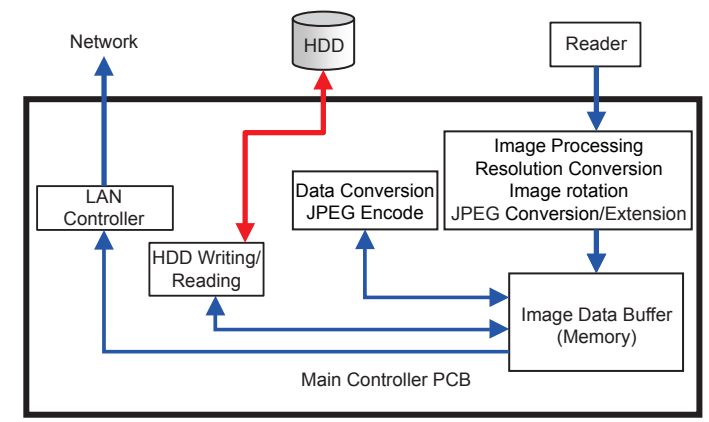 Network
HDD
Reader
Image Processing
Resolution Conversion
Image rotation
JPEG Conversion/Extension
Data Conversion
JPEG Encode
LAN
Controller
HDD Writing/
Reading
Image Data Buffer
(Memory)
Main Controller PCB